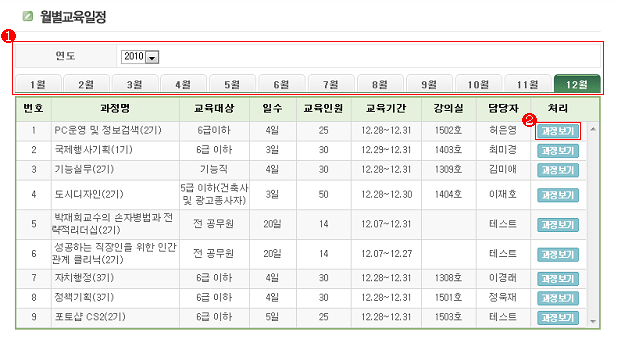 월별교육일정
1
연도 2010
1월 2월 3월 4월 5월 6월 7월 8월 9월 10월 11월 12월
번호 과정명 교육대상 일수 교육인원 교육기간 강의실 담당자 처리
2
1 PC운영 및 정보검색(2기) 6급이하 4일 25 12.28~12.31 1502호 허은영 과정보기
2 국제행사기획(1기) 6급 이하 3일 30 12.29~12.31 1403호 최미경 과정보기
3 기능실무(2기) 기능직 4일 30 12.28~12.31 1309호 김미애 과정보기
4 도시디자인(2기) 5급 이하(건축사
및 광고종사자) 3일 50 12.28~12.30 1404호 이재호 과정보기
5 박재희교수의 손자병법과 전
략적리더십(2기) 전 공무원 20일 14 12.07~12.31 테스트 과정보기
6 성공하는 직장인을 위한 인간
관계 클리닉(2기) 전 공무원 20일 14 12.07~12.27 테스트 과정보기
7 자치행정(3기) 6급 이하 4일 30 12.28~12.31 1308호 이경래 과정보기
8 정책기획(3기) 6급 이하 4일 30 12.28~12.31 1501호 정욱재 과정보기
9 포토샵 CS2(2기) 6급 이하 5일 25 12.27~12.31 1503호 테스트 과정보기